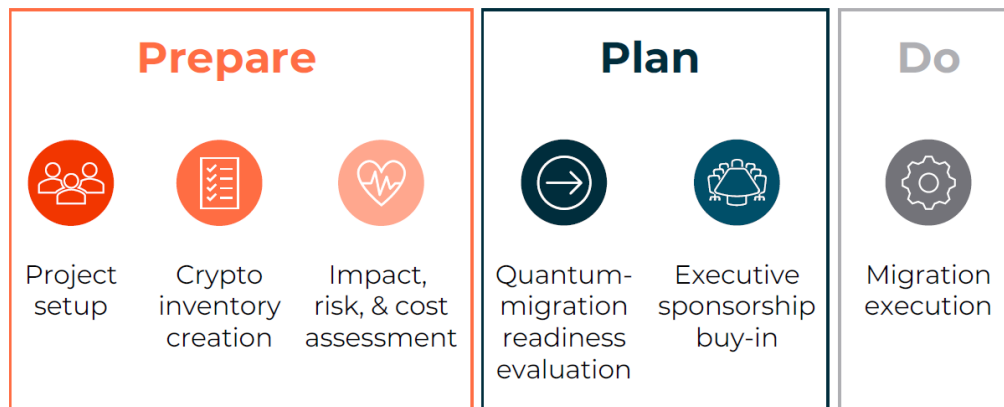 Prepare
Project
setup
Crypto
inventory
creation
Impact,
risk, & cost
assessment
Plan
Quantum-
migration
readiness
evaluation
Executive
sponsorship
buy-in
Do
Migration
execution